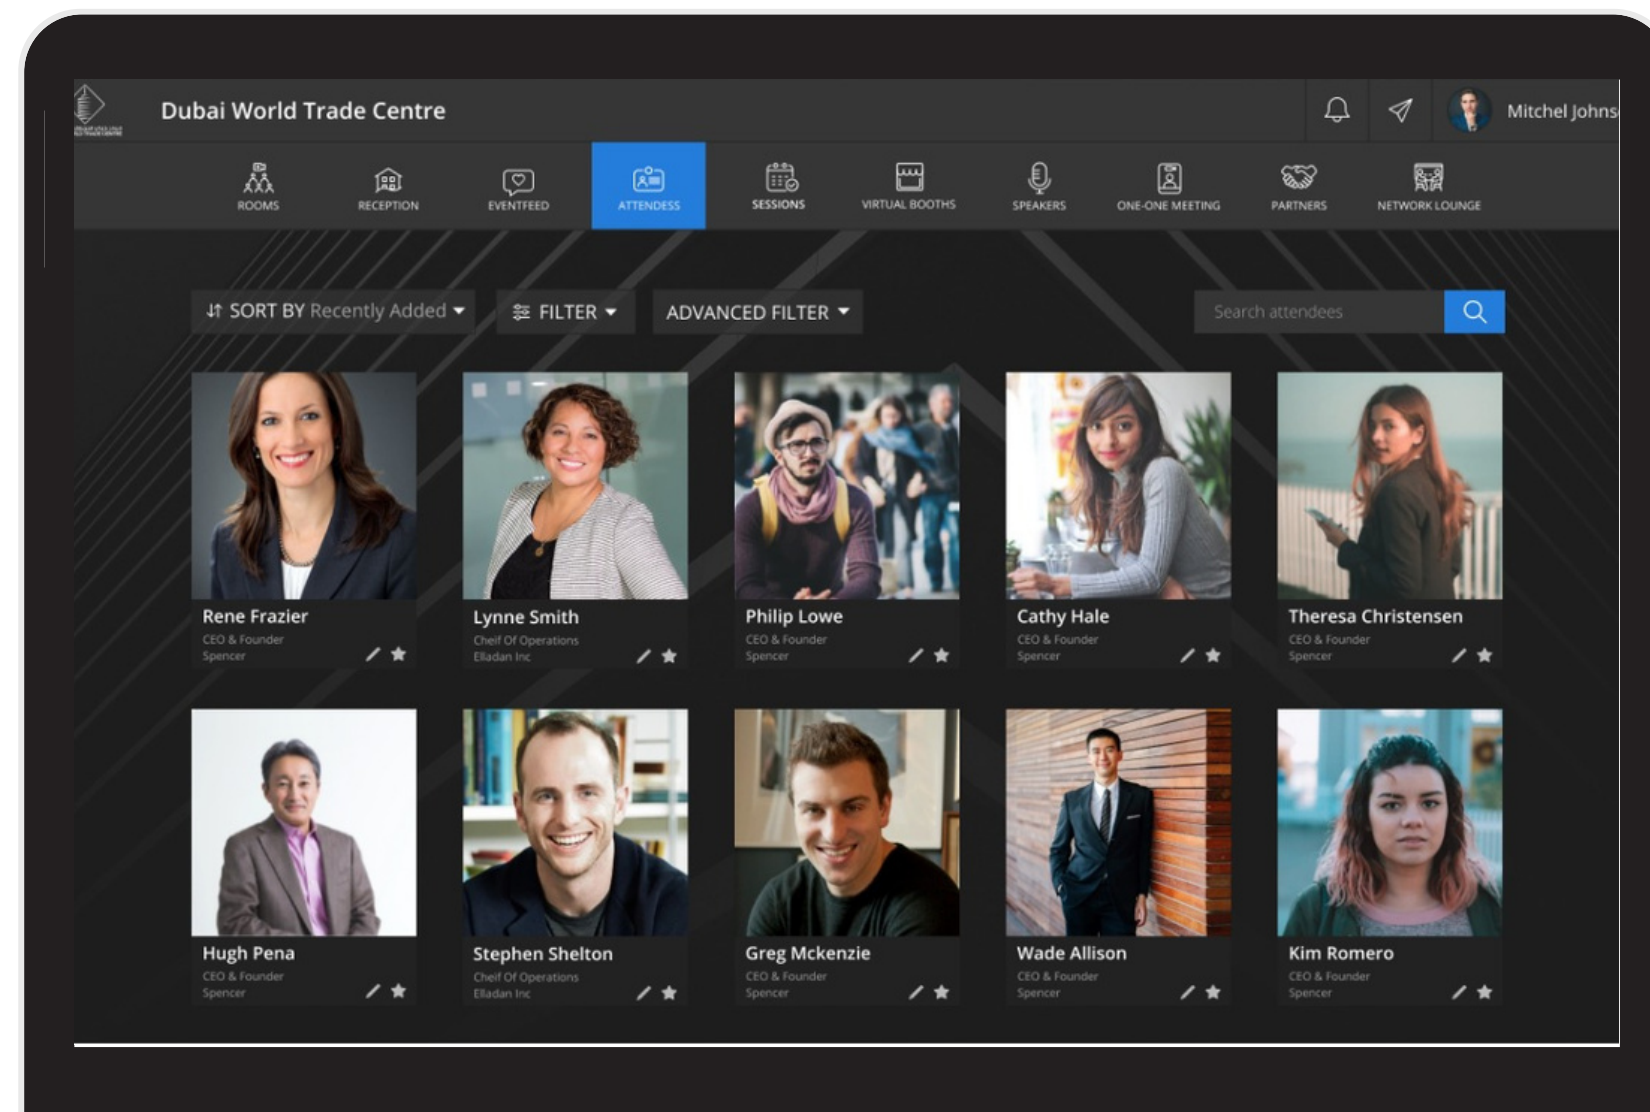 Dubai World Trade Centre
Mitchel Johns
ROOMS
RECEPTION
EVENTFEED
ATTENDESS
SESSIONS
VIRTUAL BOOTHS
SPEAKERS
ONE-ONE MEETING
PARTNERS
NETWORK LOUNGE
SORT BY Recently Added
FILTER
ADVANCED FILTER
Search attendees
Rene Frazier
CEO & Founder
Spencer
Lynne Smith
Cheif Of Operations
Elladan Inc
Philip Lowe
CEO & Founder
Spencer
Cathy Hale
CEO & Founder
Spencer
Theresa Christensen
CEO & Founder
Spencer
Hugh Pena
CEO & Founder
Spencer
Stephen Shelton
Cheif Of Operations
Elladan Inc
Greg Mckenzie
CEO & Founder
Spencer
Wade Allison
CEO & Founder
Spencer
Kim Romero
CEO & Founder
Spencer